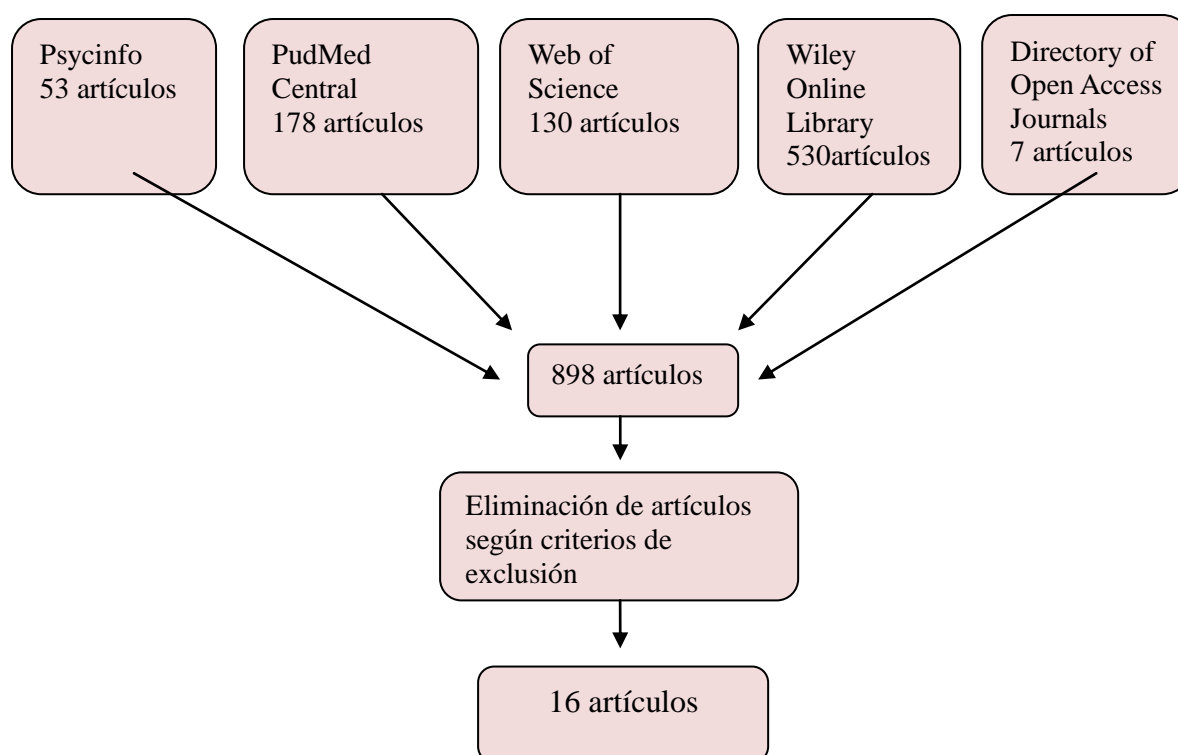 Psycinfo
53 artículos
PudMed
Central
178 artículos
Web of
Science
130 artículos
Wiley
Online
Library
530artículos
Directory of
Open Access
Journals
7 artículos
898 artículos
Eliminación de artículos
según criterios de
exclusión
16 artículos